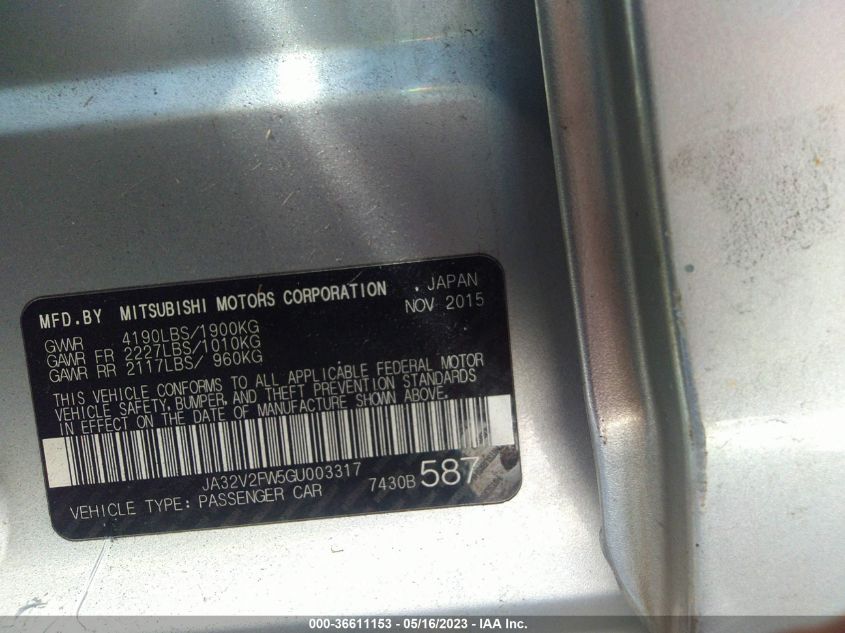 MFD.BY MITSUBISHI MOTORS CORPORATION , JAPAN
NOV 2015
GVWR 4190LBS/1900KG
GAWR FR 2227LBS/1010KG
GAWR RR 2117LBS/ 960KG
THIS VEHICLE CONFORMS TO ALL APPLICABLE FEDERAL MOTOR
VEHICLE SAFETY, BUMPER, AND THEFT PREVENTION STANDARDS
IN EFFECT ON THE DATE OF MANUFACTURE SHOWN ABOVE.
JA32V2FW5GU003317
VEHICLE TYPE: PASSENGER CAR 7430B 587
000-36611153 - 05/16/2023 - IAA Inc.